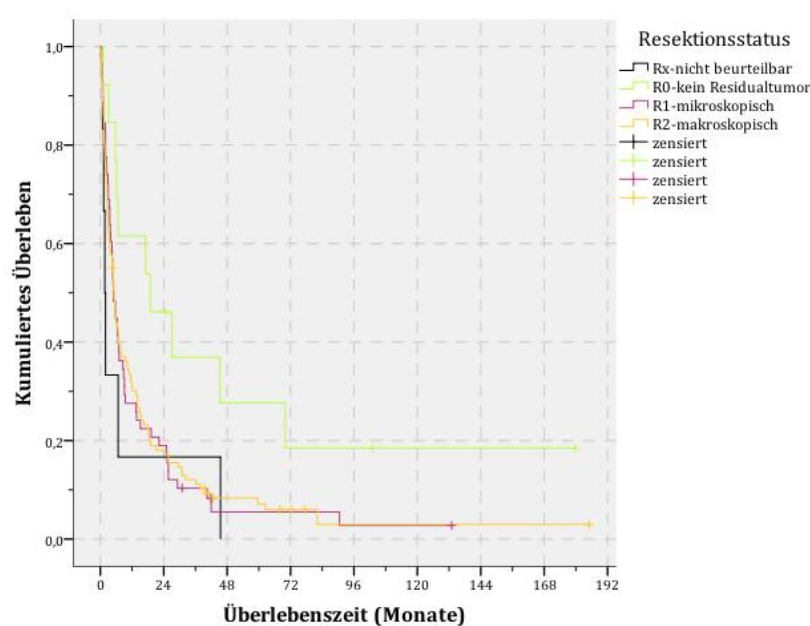 Resektionsstatus
Rx-nicht beurteilbar
R0-kein Residualtumor
R1-mikroskopisch
R2-makroskopisch
zensiert
zensiert
zensiert
zensiert
Kumuliertes Überleben
1,0
0,8
0,6
0,4
0,2
0,0
0 24 48 72 96 120 144 168 192
Überlebenszeit (Monate)